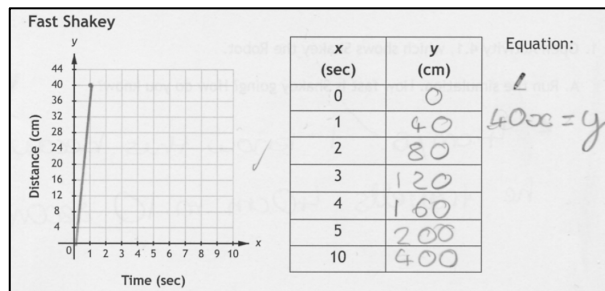 Fast Shakey
y
Distance (cm)
44
40
36
32
28
24
20
16
12
8
4
0 1 2 3 4 5 6 7 8 9 10 x
Time (sec)
x y
(sec) (cm)
0 0
1 40
2 80
3 120
4 160
5 200
10 400
Equation:
40x = y